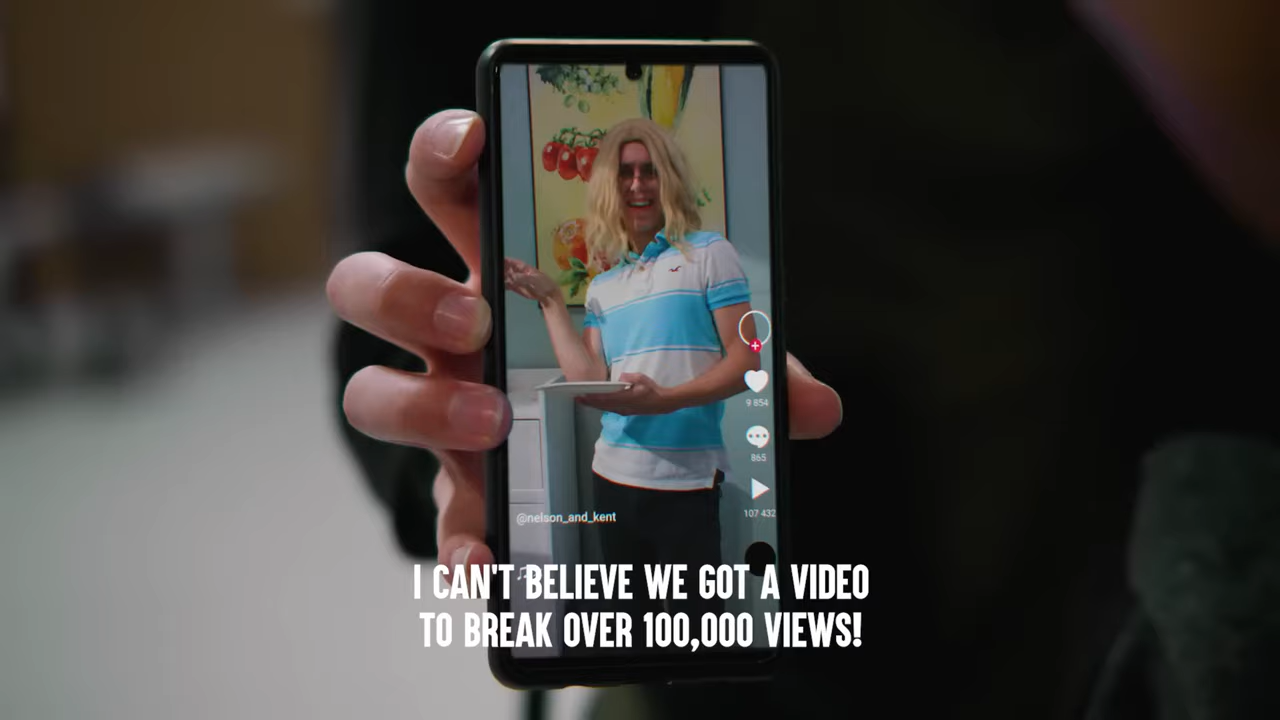 9 854
865
107 432
@nelson_and_kent
I CAN'T BELIEVE WE GOT A VIDEO
TO BREAK OVER 100,000 VIEWS!